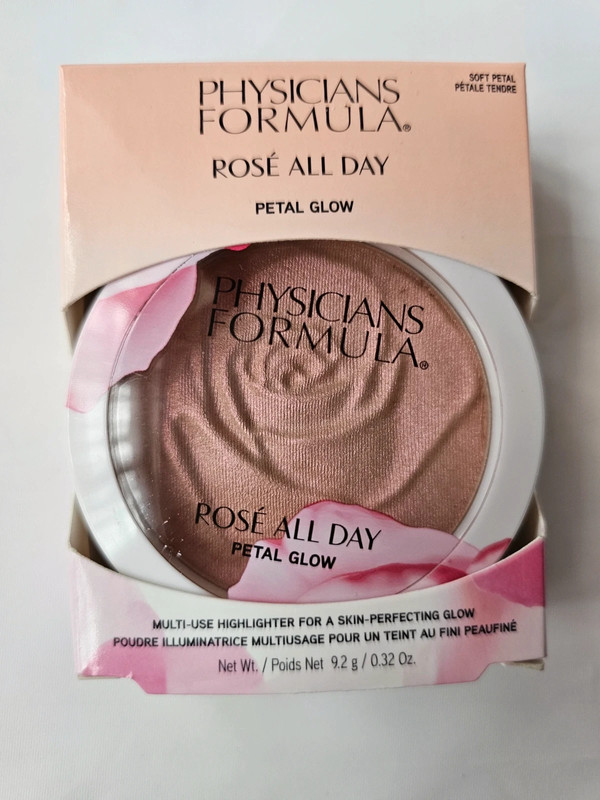 PHYSICIANS
FORMULA®
SOFT PETAL
PÉTALE TENDRE
ROSÉ ALL DAY
PETAL GLOW
PHYSICIANS
FORMULA®
ROSÉ ALL DAY
PETAL GLOW
MULTI-USE HIGHLIGHTER FOR A SKIN-PERFECTING GLOW
POUDRE ILLUMINATRICE MULTIUSAGE POUR UN TEINT AU FINI PEAUFINÉ
Net Wt. / Poids Net 9.2 g / 0.32 Oz.